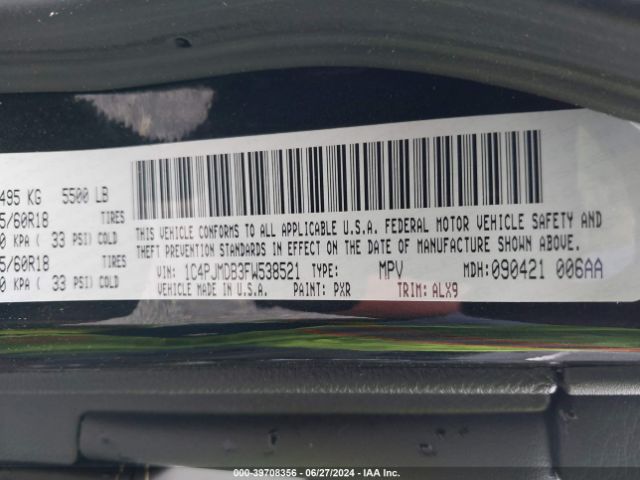 495 KG 5500 LB
5/60R18 TIRES
0 KPA ( 33 PSI) COLD
5/60R18 TIRES
0 KPA ( 33 PSI) COLD
THIS VEHICLE CONFORMS TO ALL APPLICABLE U.S.A. FEDERAL MOTOR VEHICLE SAFETY AND
THEFT PREVENTION STANDARDS IN EFFECT ON THE DATE OF MANUFACTURE SHOWN ABOVE.
VIN: 1C4PJMDB3FW538521 TYPE: MPV MDH: 090421 006AA
VEHICLE MADE IN U.S.A. PAINT: PXR TRIM: ALX9
000-39708356 - 06/27/2024 - IAA Inc.